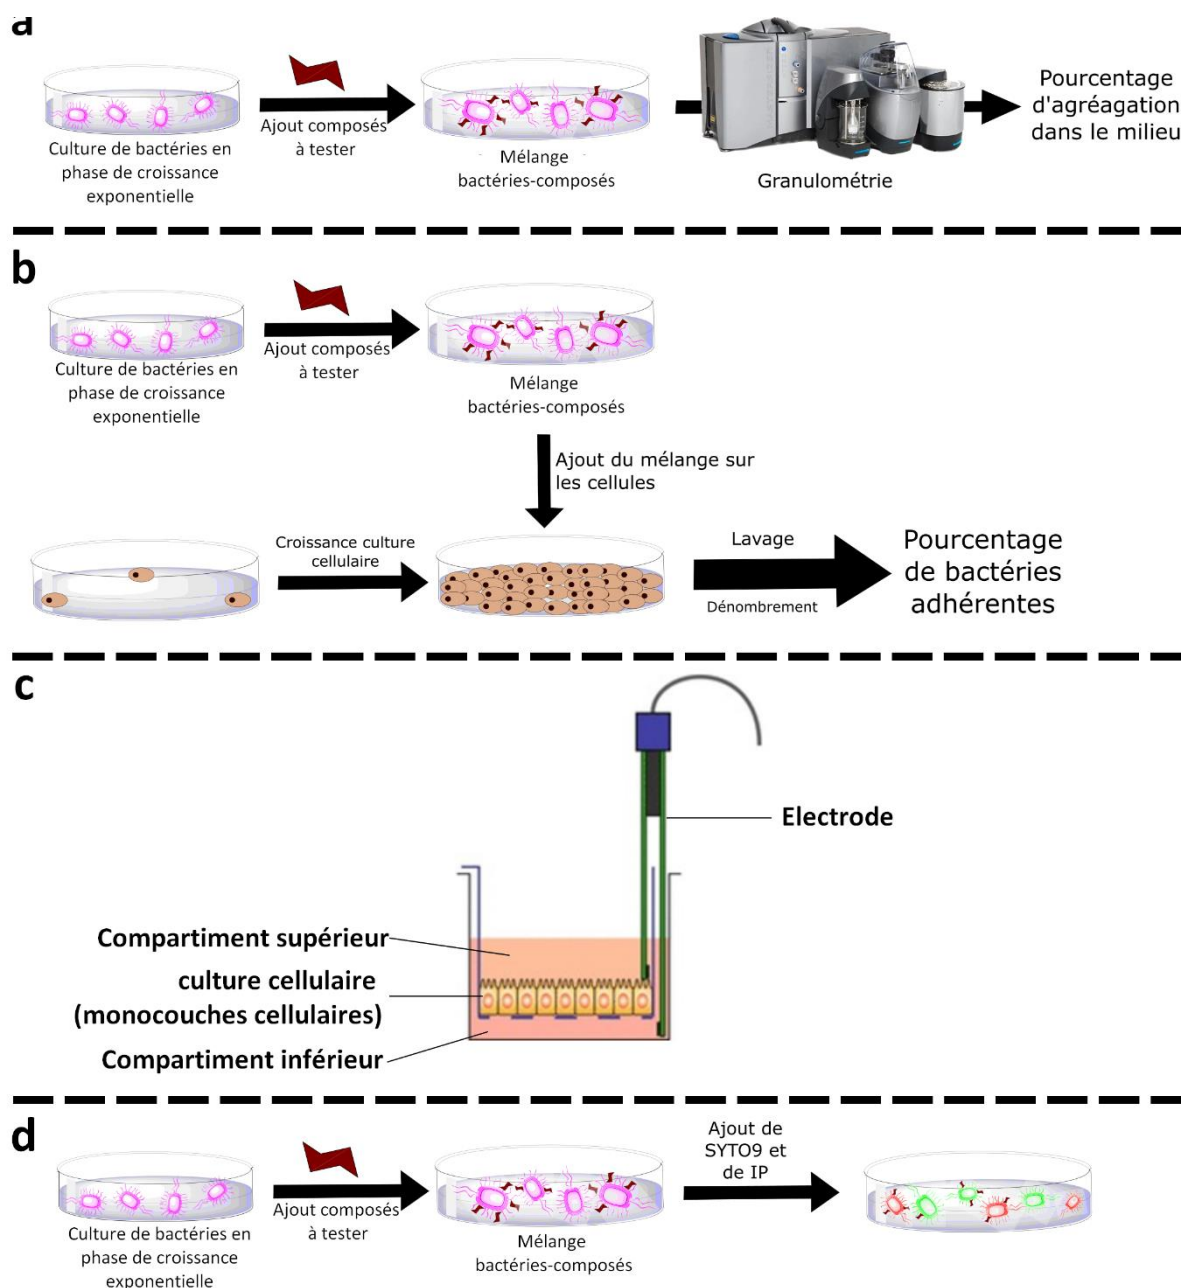 a
Ajout composés
à tester
Culture de bactéries en
phase de croissance
exponentielle
Mélange
bactéries-composés
Granulométrie
Pourcentage
d'agréagation
dans le milieu
b
Ajout composés
à tester
Culture de bactéries en
phase de croissance
exponentielle
Mélange
bactéries-composés
Ajout du mélange sur
les cellules
Croissance culture
cellulaire
Lavage
Dénombrement
Pourcentage
de bactéries
adhérentes
c
Electrode
Compartiment supérieur
culture cellulaire
(monocouches cellulaires)
Compartiment inférieur
d
Ajout composés
à tester
Culture de bactéries en
phase de croissance
exponentielle
Mélange
bactéries-composés
Ajout de
SYTO9 et
de IP